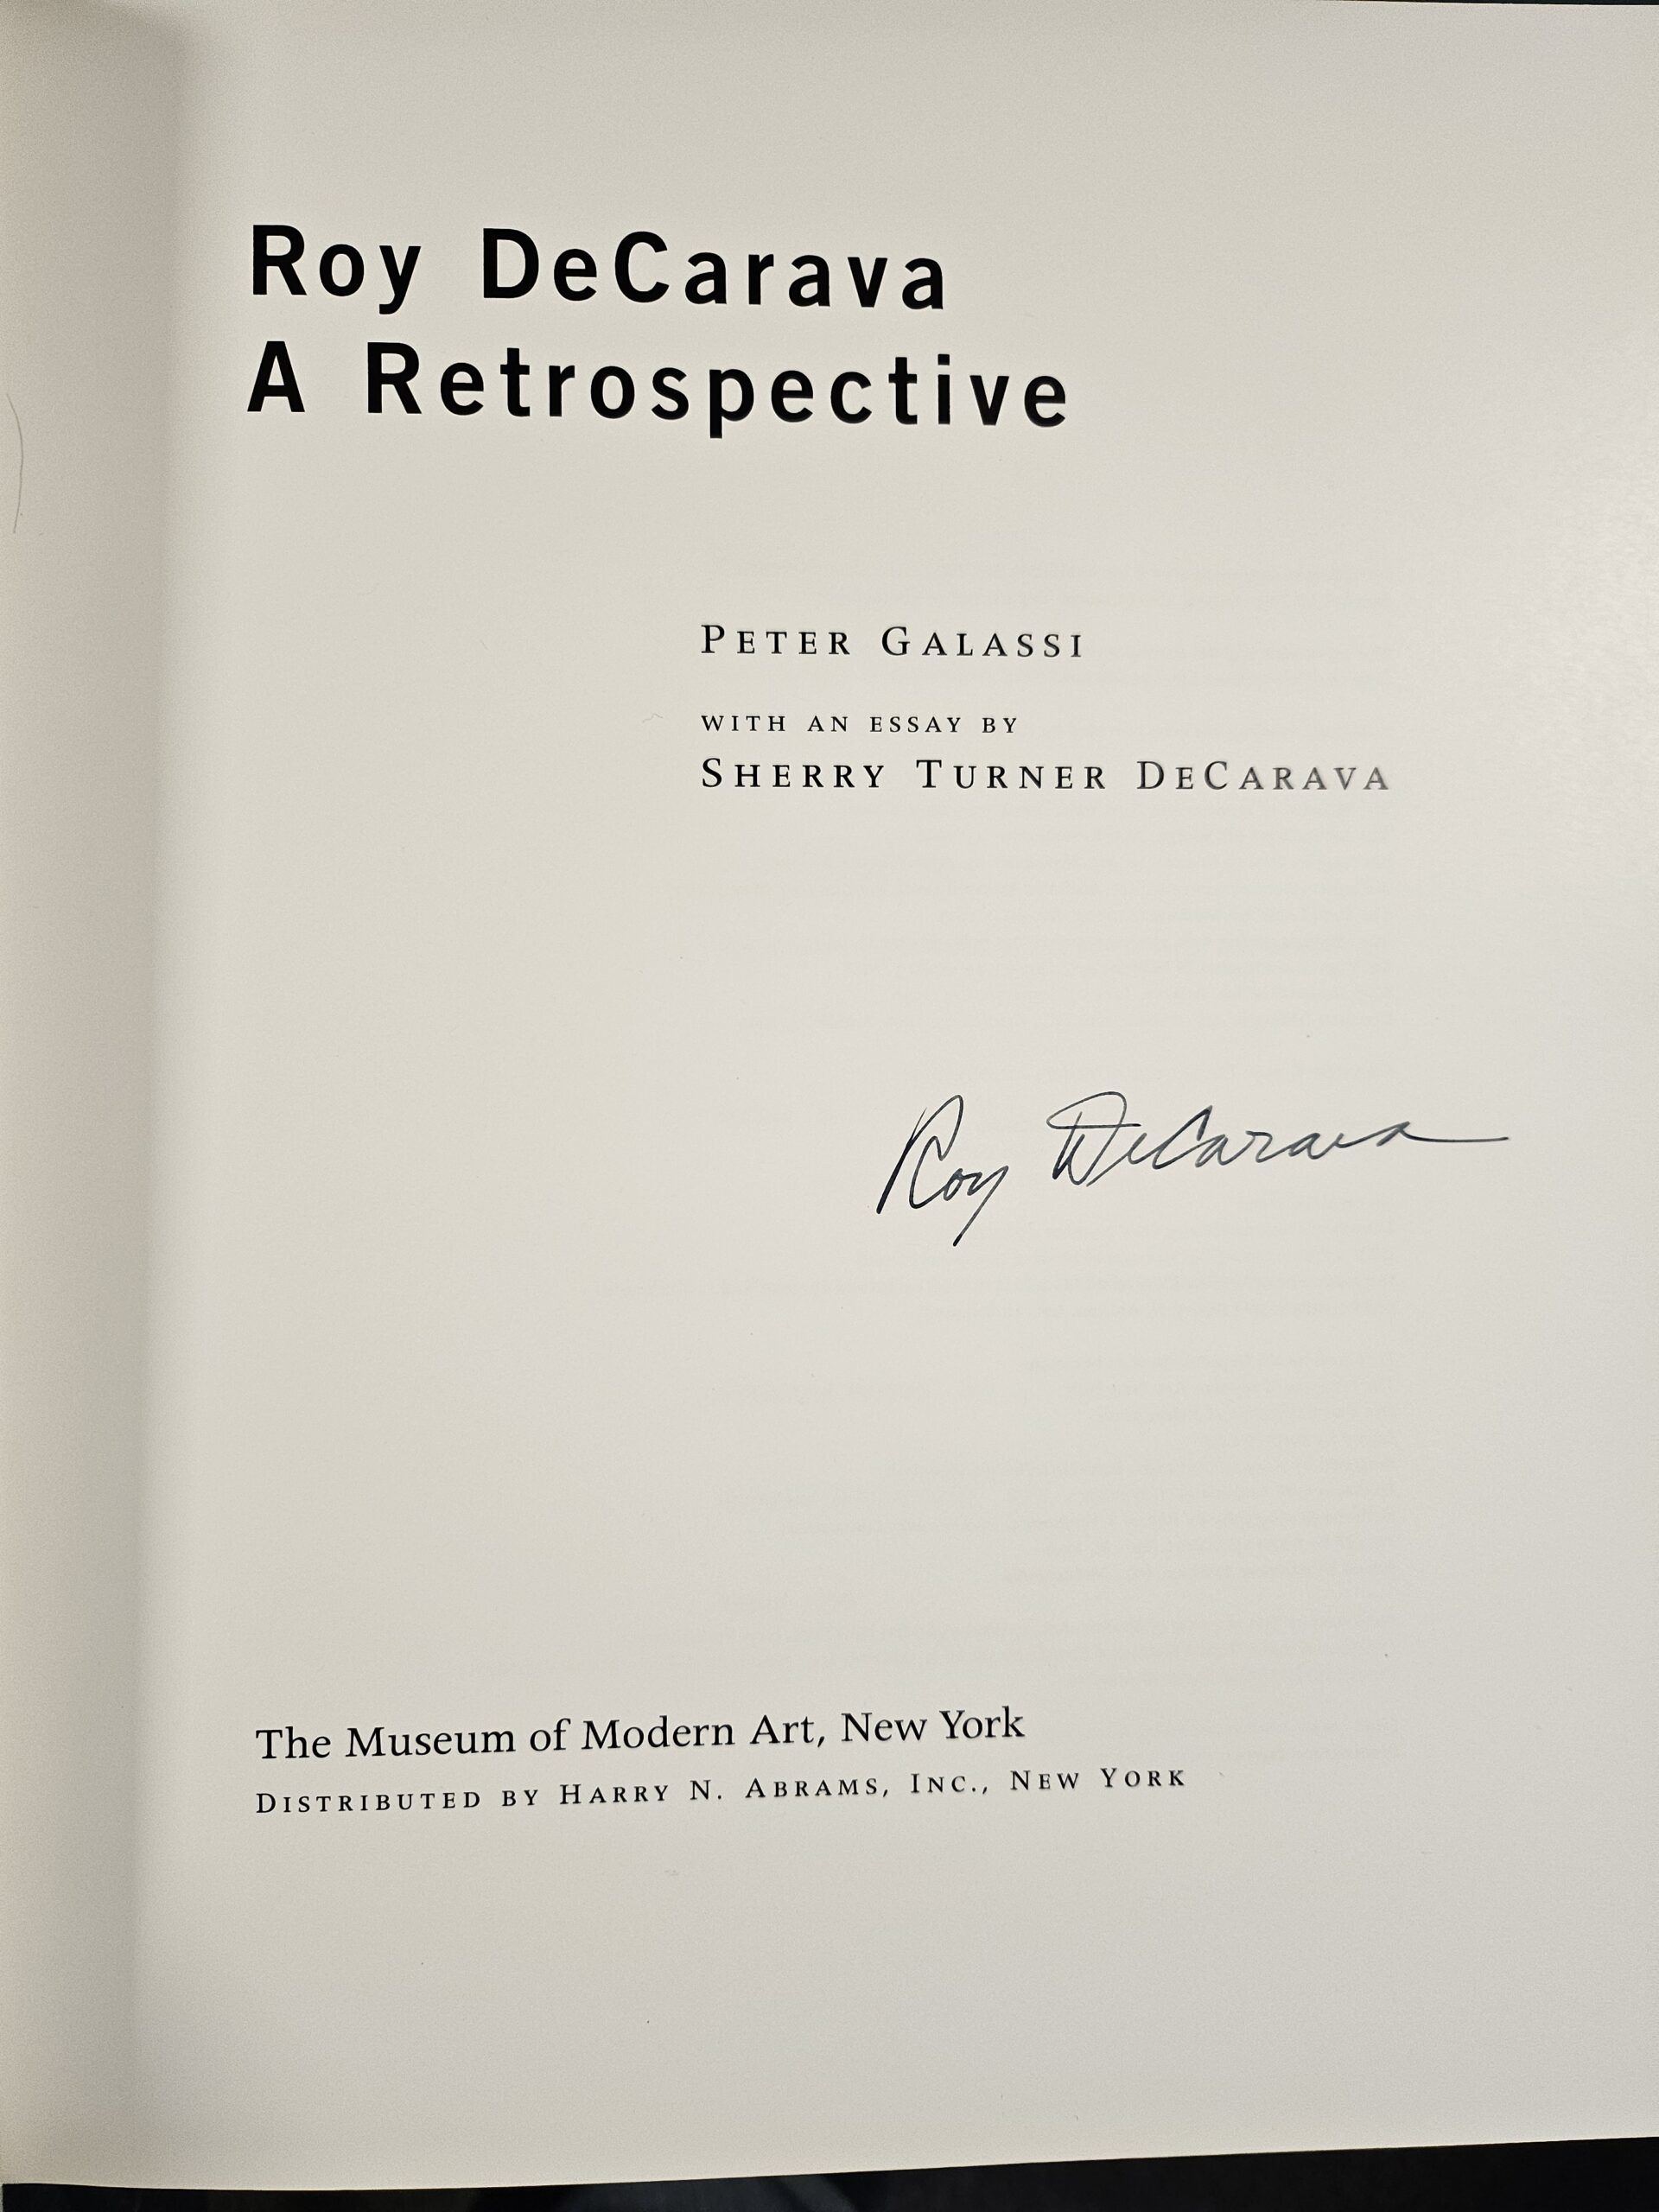 Roy DeCarava
A Retrospective
PETER GALASSI
WITH AN ESSAY BY
SHERRY TURNER DECARAVA
Roy DeCarava
The Museum of Modern Art, New York
DISTRIBUTED BY HARRY N. ABRAMS, INC., NEW YORK